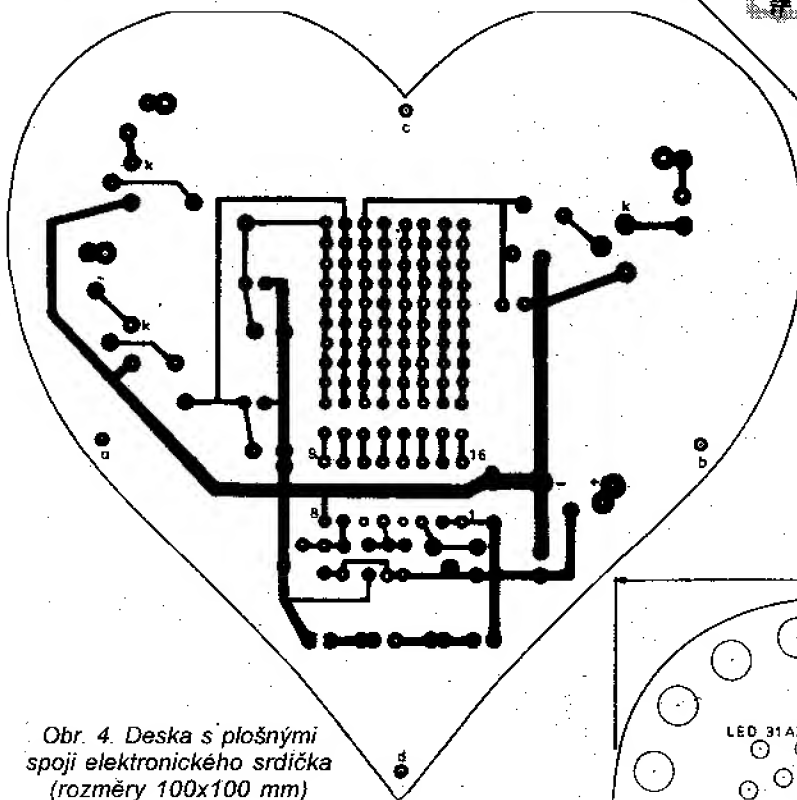 c
k
k
k
a
b
9
16
- +
8
1
d
LED 31A
Obr. 4. Deska s plošnými
spoji elektronického srdíčka
(rozměry 100x100 mm)